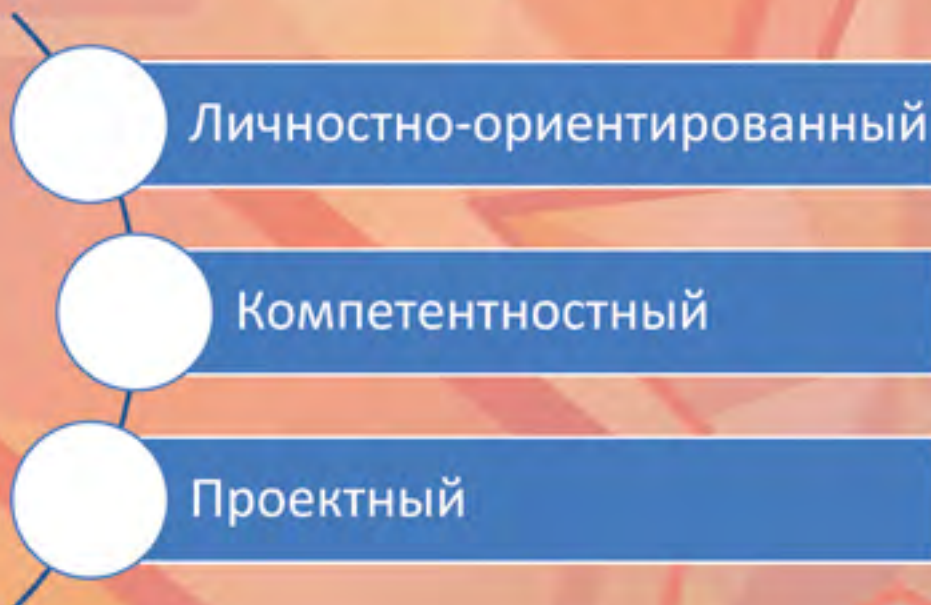 Личностно-ориентированный
Компетентностный
Проектный